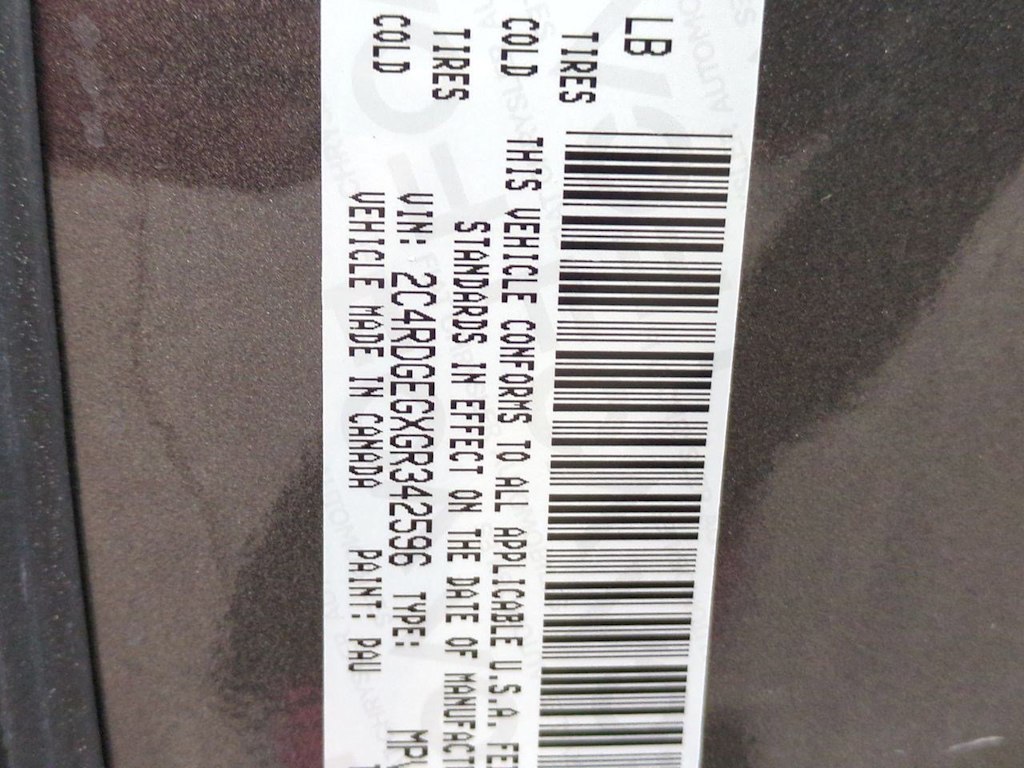 LB
TIRES
COLD
TIRES
COLD
THIS VEHICLE CONFORMS TO ALL APPLICABLE U.S.A.
STANDARDS IN EFFECT ON THE DATE OF
VIN: 2C4RDGEGXGR342596 TYPE:
VEHICLE MADE IN CANADA PAINT: PAU